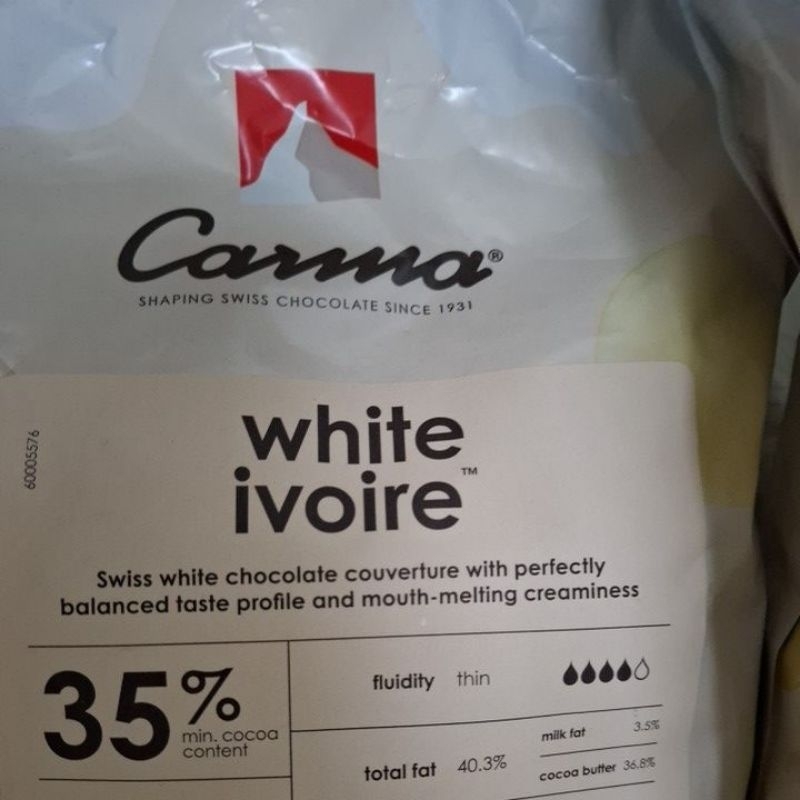 Carma®
SHAPING SWISS CHOCOLATE SINCE 1931
60005576
white
ivoire™
Swiss white chocolate couverture with perfectly
balanced taste profile and mouth-melting creaminess
35%
min. cocoa
content
fluidity thin
total fat 40.3%
milk fat 3.5%
cocoa butter 36.8%